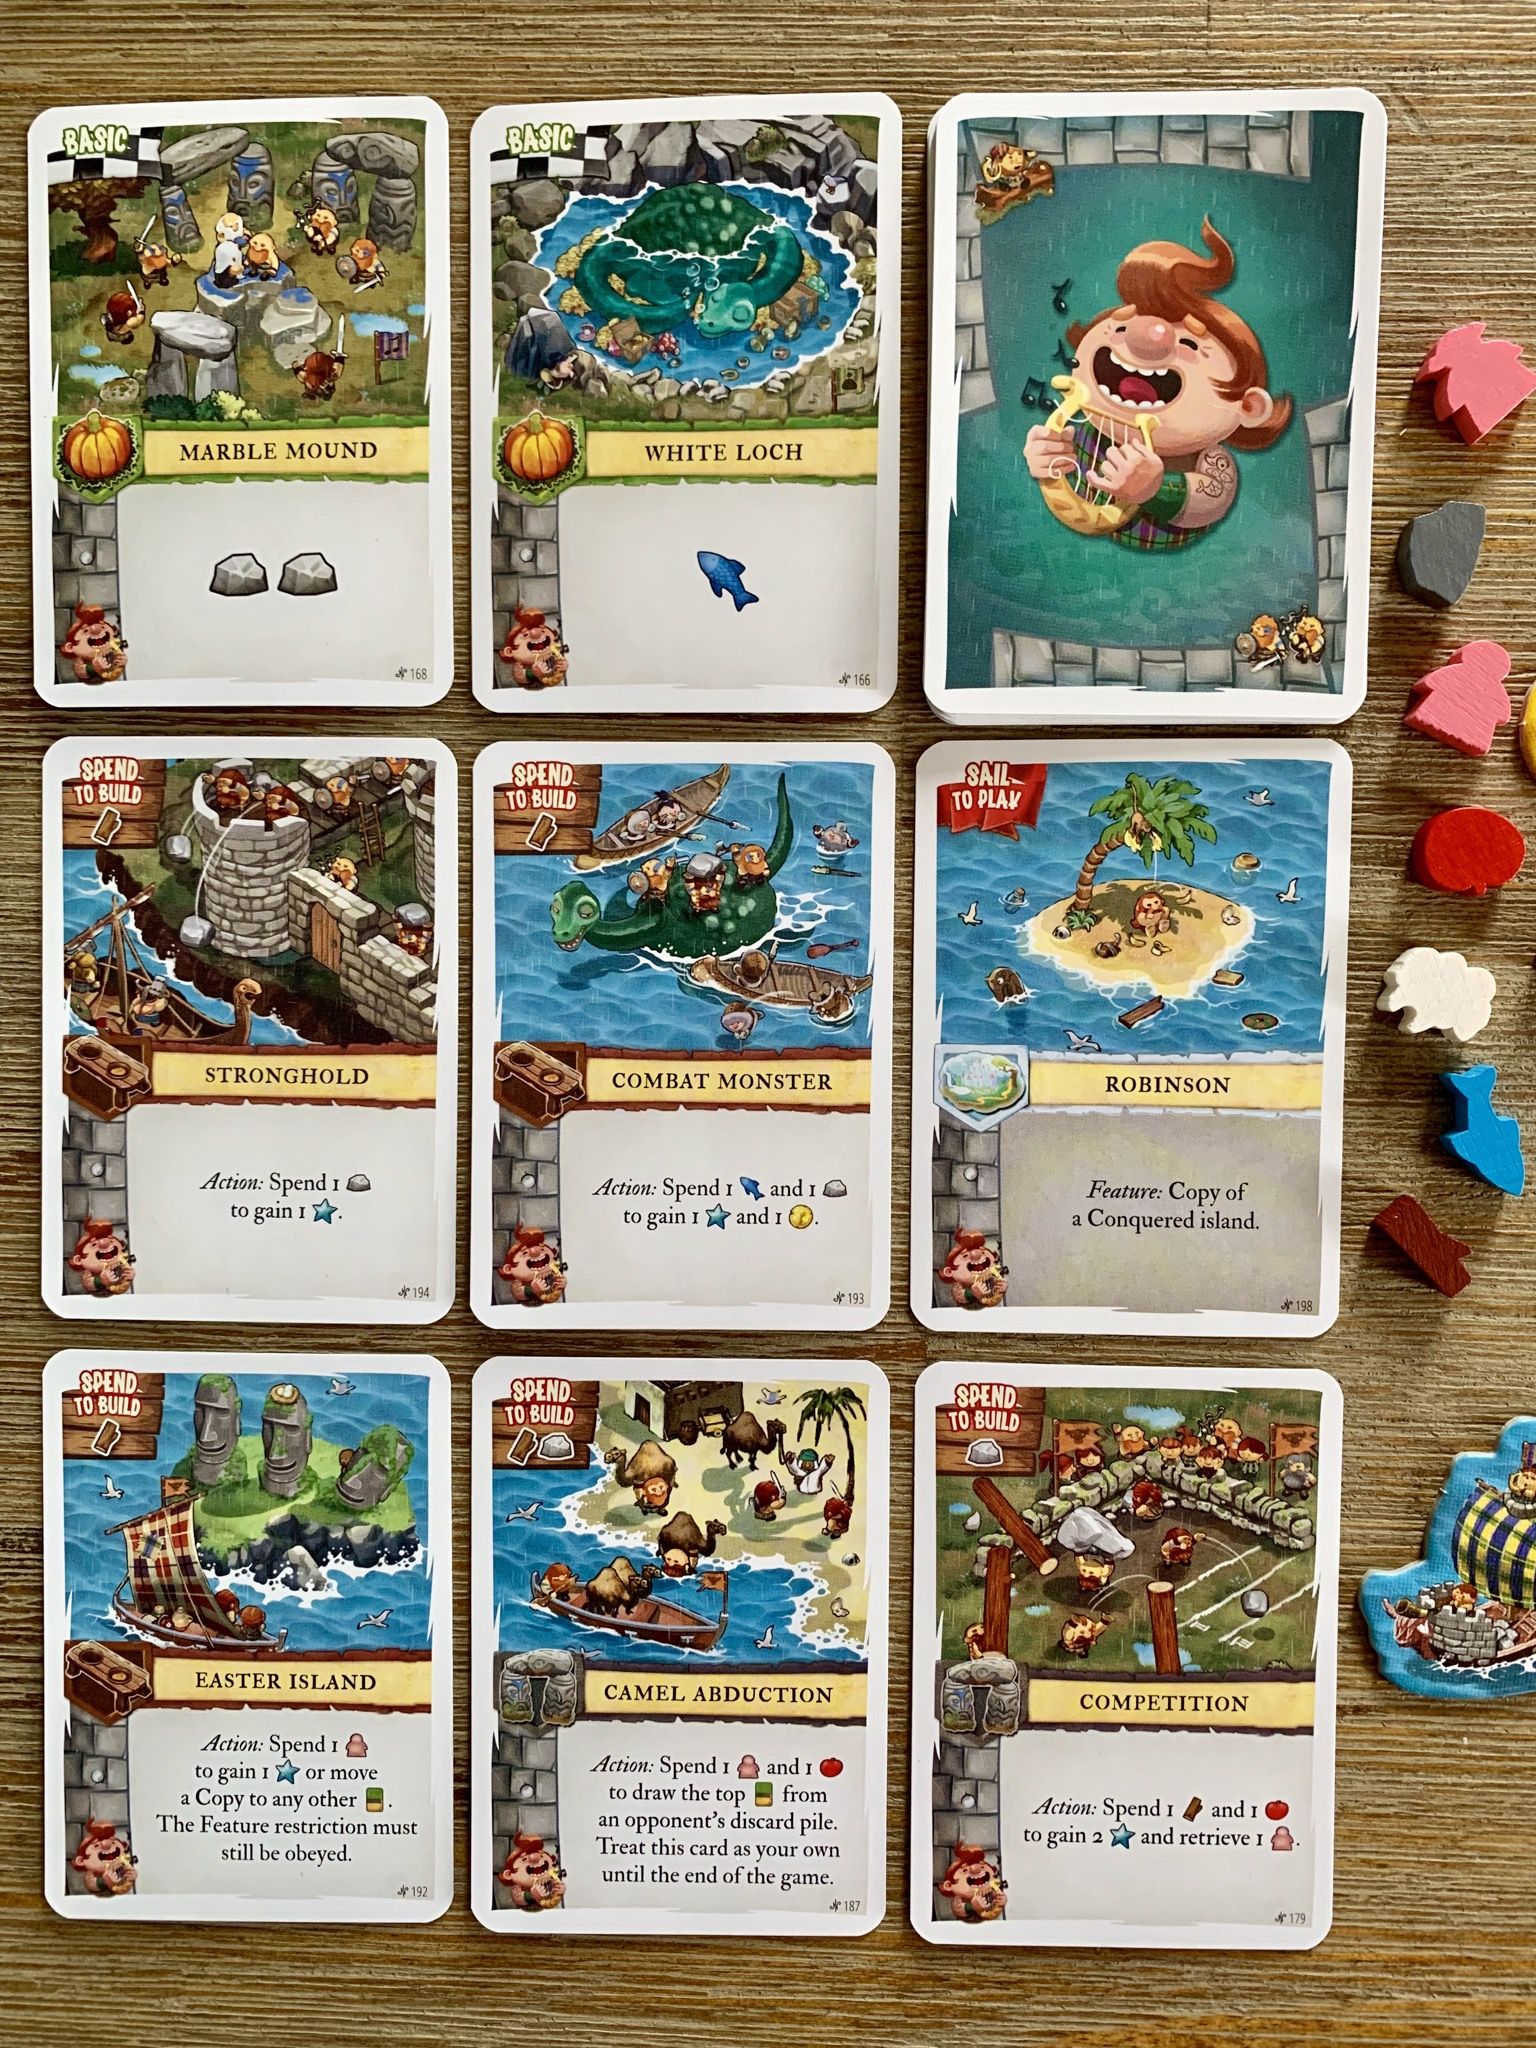 BASIC
MARBLE MOUND
168
BASIC
WHITE LOCH
166
SPEND
TO BUILD
STRONGHOLD
Action: Spend 1
to gain 1 .
194
SPEND
TO BUILD
COMBAT MONSTER
Action: Spend 1 and 1
to gain 1 and 1 .
193
SAIL
TO PLAY
ROBINSON
Feature: Copy of
a Conquered island.
198
SPEND
TO BUILD
EASTER ISLAND
Action: Spend 1
to gain 1 or move
a Copy to any other .
The Feature restriction must
still be obeyed.
192
SPEND
TO BUILD
CAMEL ABDUCTION
Action: Spend 1 and 1
to draw the top from
an opponent's discard pile.
Treat this card as your own
until the end of the game.
187
SPEND
TO BUILD
COMPETITION
Action: Spend 1 and 1
to gain 2 and retrieve 1 .
179